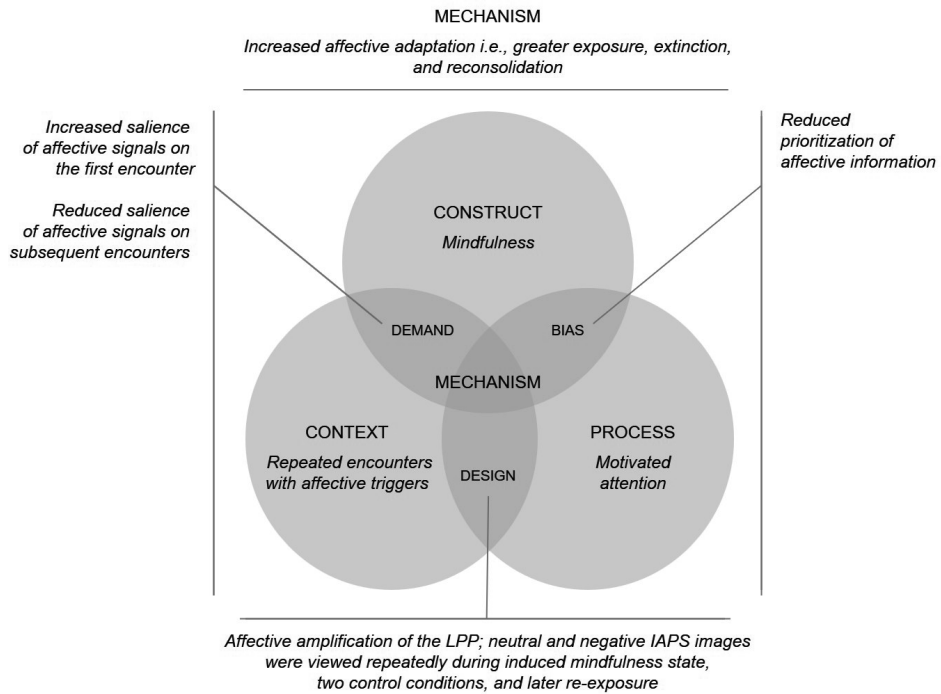 MECHANISM
Increased affective adaptation i.e., greater exposure, extinction,
and reconsolidation
Increased salience
of affective signals on
the first encounter
Reduced salience
of affective signals on
subsequent encounters
Reduced
prioritization of
affective information
CONSTRUCT
Mindfulness
DEMAND
BIAS
MECHANISM
CONTEXT
Repeated encounters
with affective triggers
PROCESS
Motivated
attention
DESIGN
Affective amplification of the LPP; neutral and negative IAPS images
were viewed repeatedly during induced mindfulness state,
two control conditions, and later re-exposure